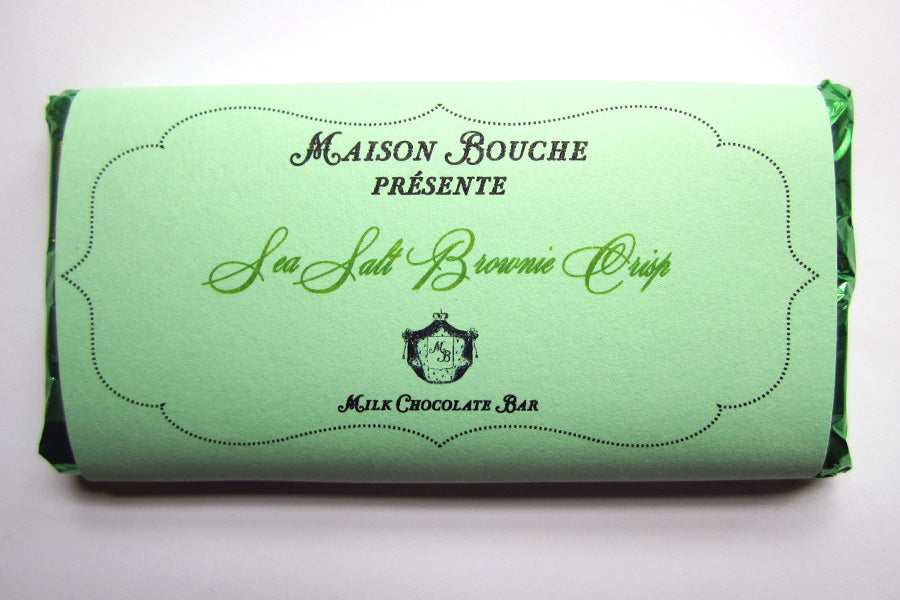 Maison Bouche
présente
Sea Salt Brownie Crisp
MB
Milk Chocolate Bar